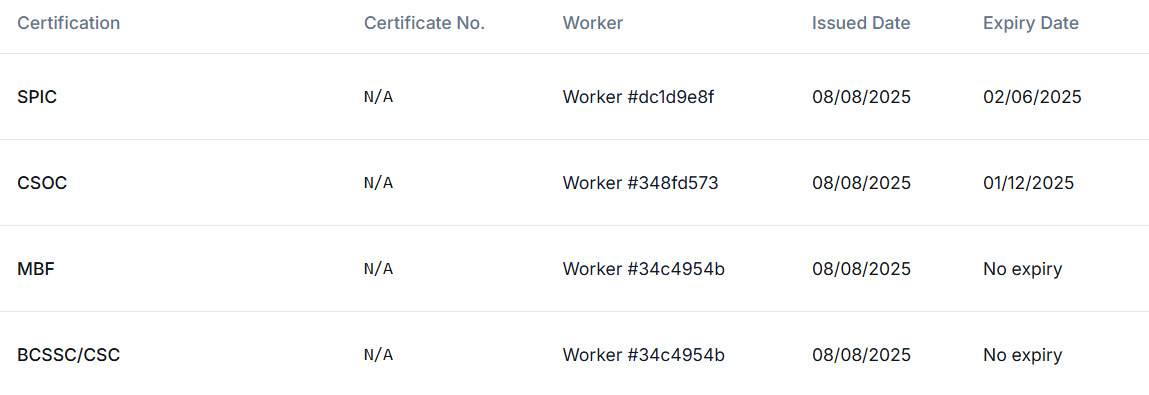 Certification Certificate No. Worker Issued Date Expiry Date
SPIC N/A Worker #dc1d9e8f 08/08/2025 02/06/2025
CSOC N/A Worker #348fd573 08/08/2025 01/12/2025
MBF N/A Worker #34c4954b 08/08/2025 No expiry
BCSSC/CSC N/A Worker #34c4954b 08/08/2025 No expiry